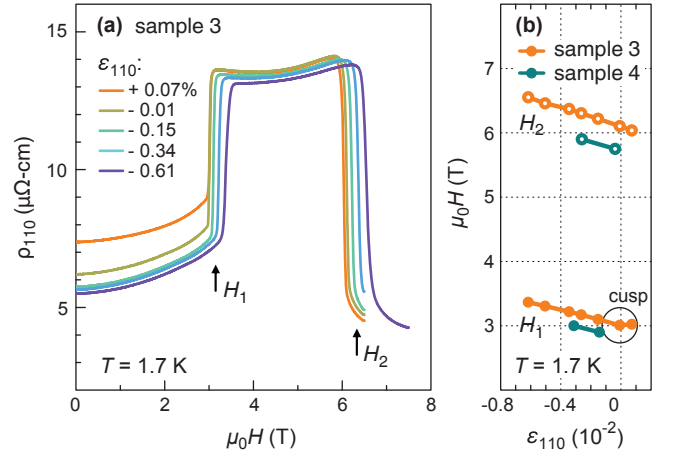 (a) sample 3
ε110:
+ 0.07%
- 0.01
- 0.15
- 0.34
- 0.61
ρ110 (μΩ-cm)
15
10
5
H1
H2
T = 1.7 K
0 2 4 6 8
μ0H (T)
(b)
sample 3
sample 4
μ0H (T)
7
6
5
4
3
H2
cusp
H1
T = 1.7 K
-0.8 -0.4 0
ε110 (10-2)